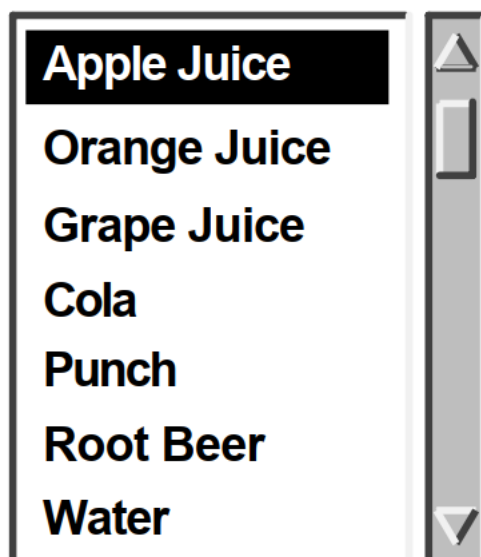 Apple Juice
Orange Juice
Grape Juice
Cola
Punch
Root Beer
Water